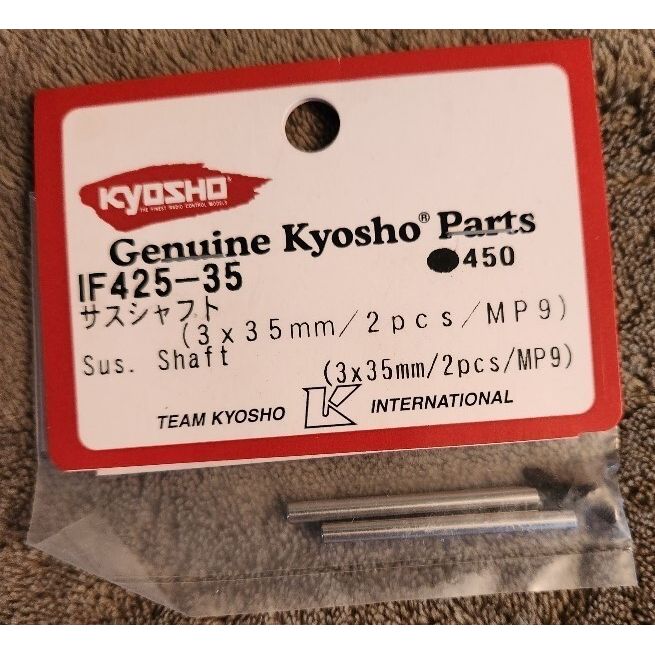 KYOSHO
THE FINEST RADIO CONTROL MODELS
Genuine Kyosho® Parts
IF425-35
●450
サスシャフト
(3x35mm/2pcs/MP9)
Sus. Shaft
(3x35mm/2pcs/MP9)
TEAM KYOSHO K INTERNATIONAL